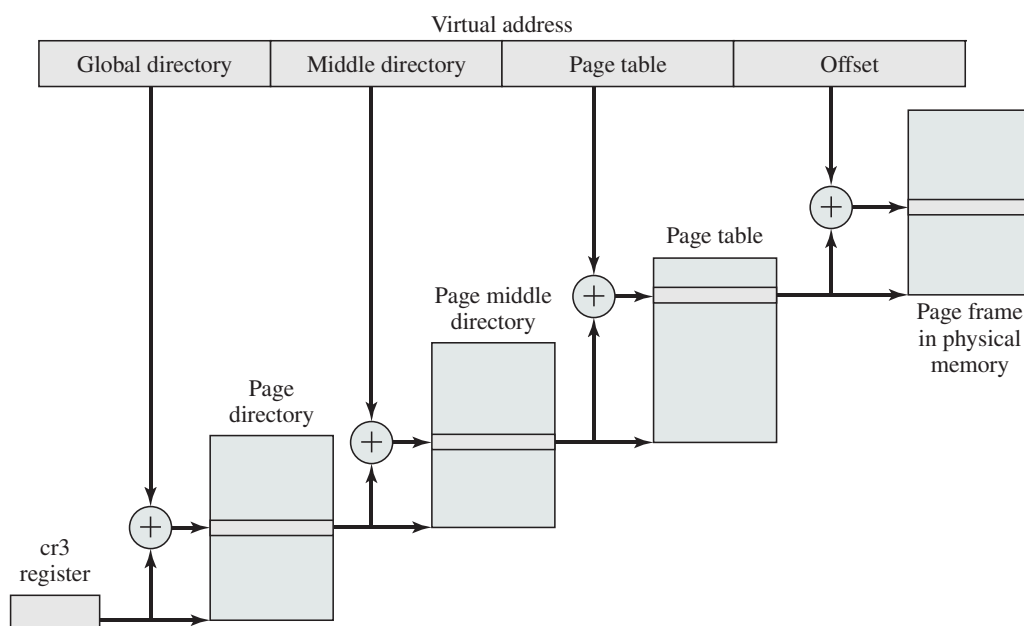 Virtual address
Global directory
Middle directory
Page table
Offset
+
Page table
+
Page frame
in physical
memory
Page middle
directory
Page
directory
+
+
cr3
register